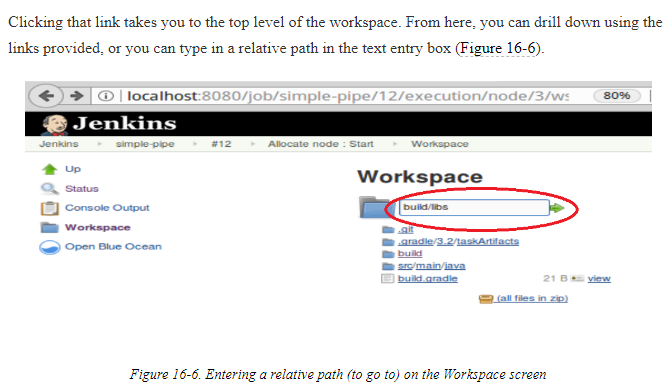 Clicking that link takes you to the top level of the workspace. From here, you can drill down using the
links provided, or you can type in a relative path in the text entry box (Figure 16-6).
localhost:8080/job/simple-pipe/12/execution/node/3/ws 80%
Jenkins
Jenkins simple-pipe #12 Allocate node : Start Workspace
Up
Status
Console Output
Workspace
Open Blue Ocean
Workspace
build/libs
.git
.gradle/3.2/taskArtifacts
build
src/main/java
build.gradle 21 B view
(all files in zip)
Figure 16-6. Entering a relative path (to go to) on the Workspace screen